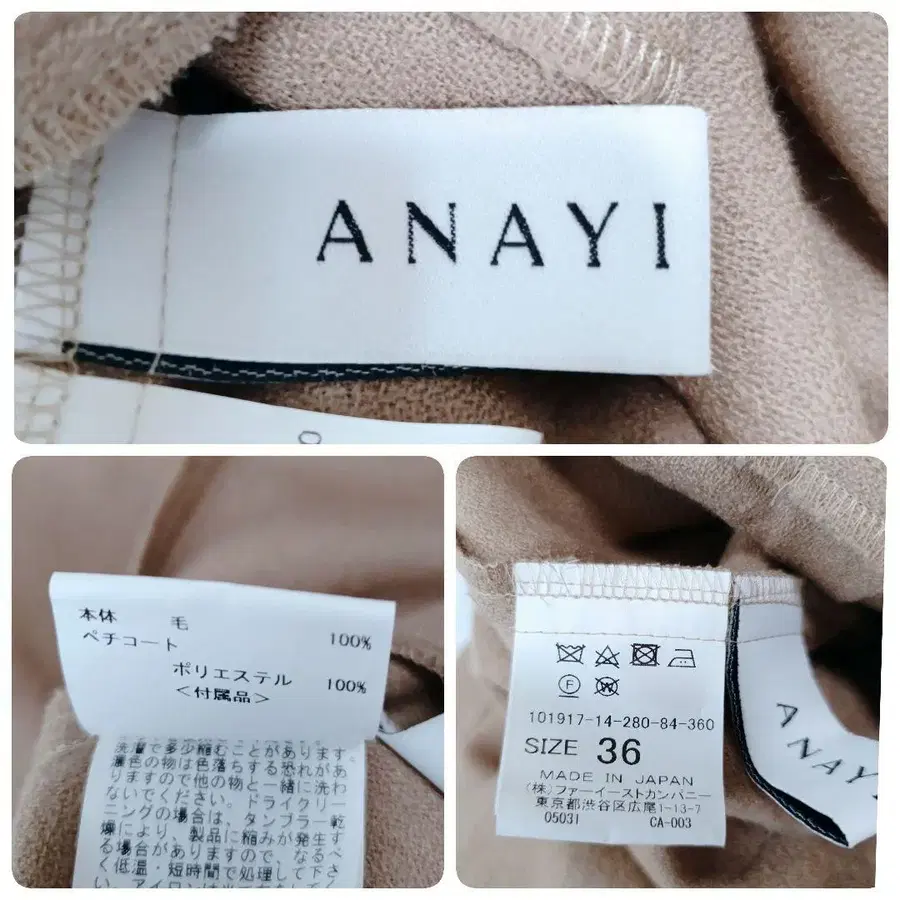 ANAYI
本体 毛 100%
ペチコート
ポリエステル 100%
<付属品>
洗濯で多少縮むことがあります。
濃色の物は色落ちする恐れがあ
りますので他の物と一緒に洗わ
ないでください。ドライクリー
ニングの場合は、タンブラー乾
燥により、製品に縮みが発生す
る場合がありますので、なるべ
く低温・短時間で処理して下さ
F
W
101917-14-280-84-360
SIZE 36
MADE IN JAPAN
(株)ファーイーストカンパニー
東京都渋谷区広尾1-13-7
05031 CA-003
ANAY